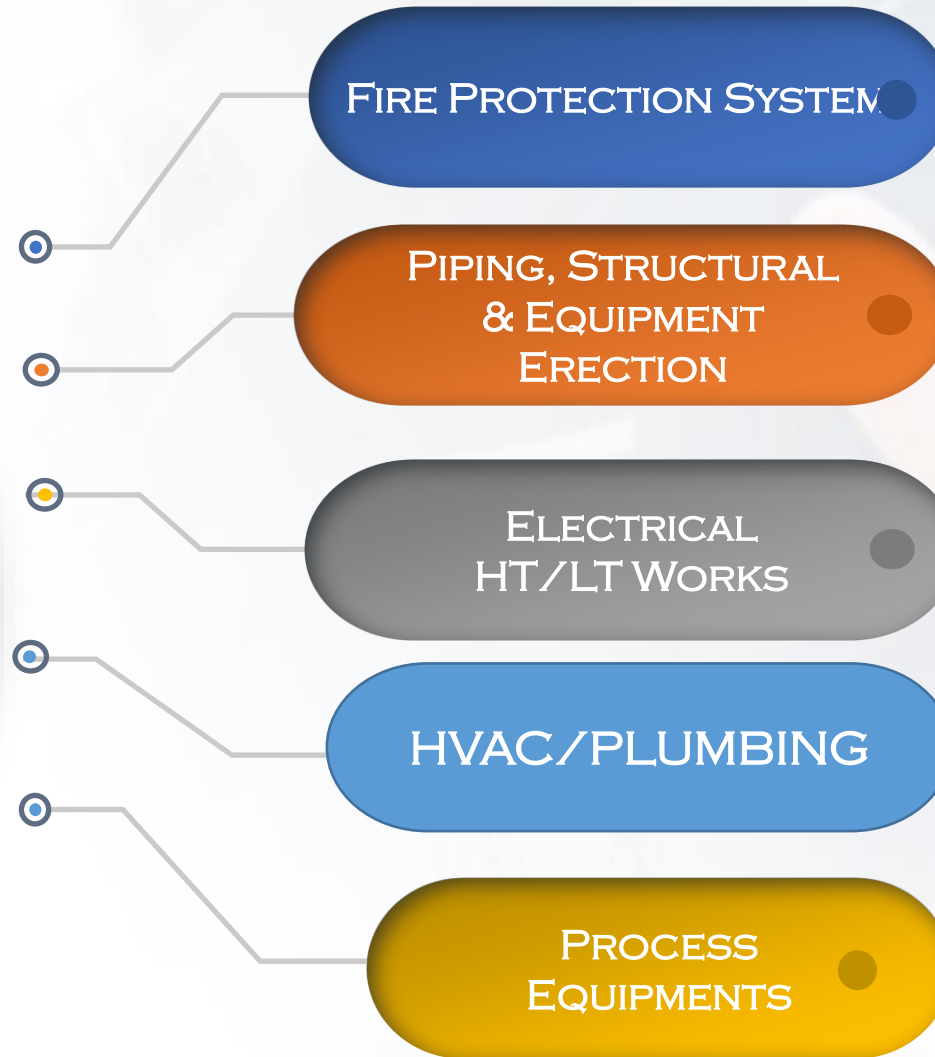 Fire Protection System
Piping, Structural
& Equipment
Erection
Electrical
HT/LT Works
HVAC/PLUMBING
Process
Equipments